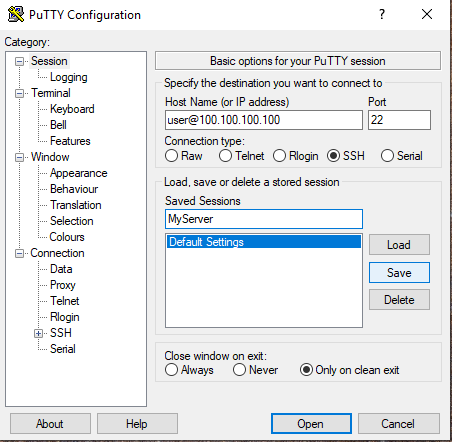 PuTTY Configuration
? ×
Category:
Session
Logging
Terminal
Keyboard
Bell
Features
Window
Appearance
Behaviour
Translation
Selection
Colours
Connection
Data
Proxy
Telnet
Rlogin
SSH
Serial
Basic options for your PuTTY session
Specify the destination you want to connect to
Host Name (or IP address) Port
user@100.100.100.100 22
Connection type:
Raw Telnet Rlogin SSH Serial
Load, save or delete a stored session
Saved Sessions
MyServer
Default Settings
Load
Save
Delete
Close window on exit:
Always Never Only on clean exit
About Help Open Cancel